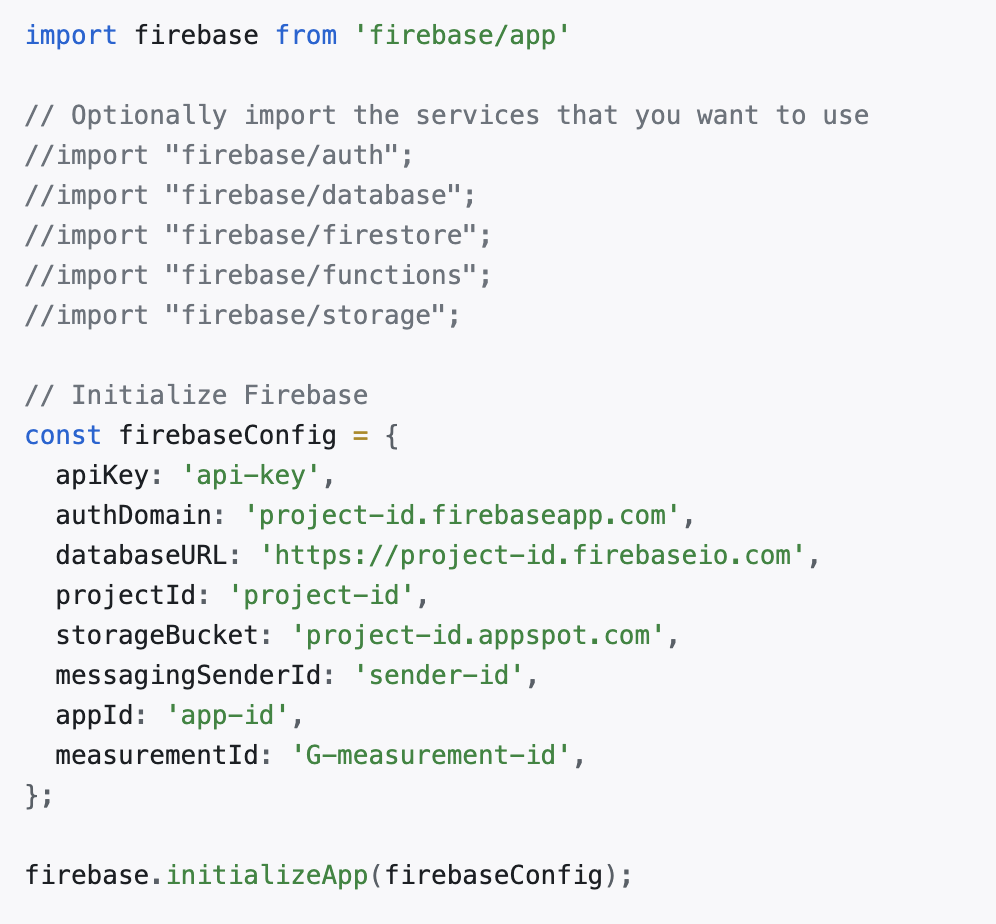 import firebase from 'firebase/app'

// Optionally import the services that you want to use
//import "firebase/auth";
//import "firebase/database";
//import "firebase/firestore";
//import "firebase/functions";
//import "firebase/storage";

// Initialize Firebase
const firebaseConfig = {
  apiKey: 'api-key',
  authDomain: 'project-id.firebaseapp.com',
  databaseURL: 'https://project-id.firebaseio.com',
  projectId: 'project-id',
  storageBucket: 'project-id.appspot.com',
  messagingSenderId: 'sender-id',
  appId: 'app-id',
  measurementId: 'G-measurement-id',
};

firebase.initializeApp(firebaseConfig);